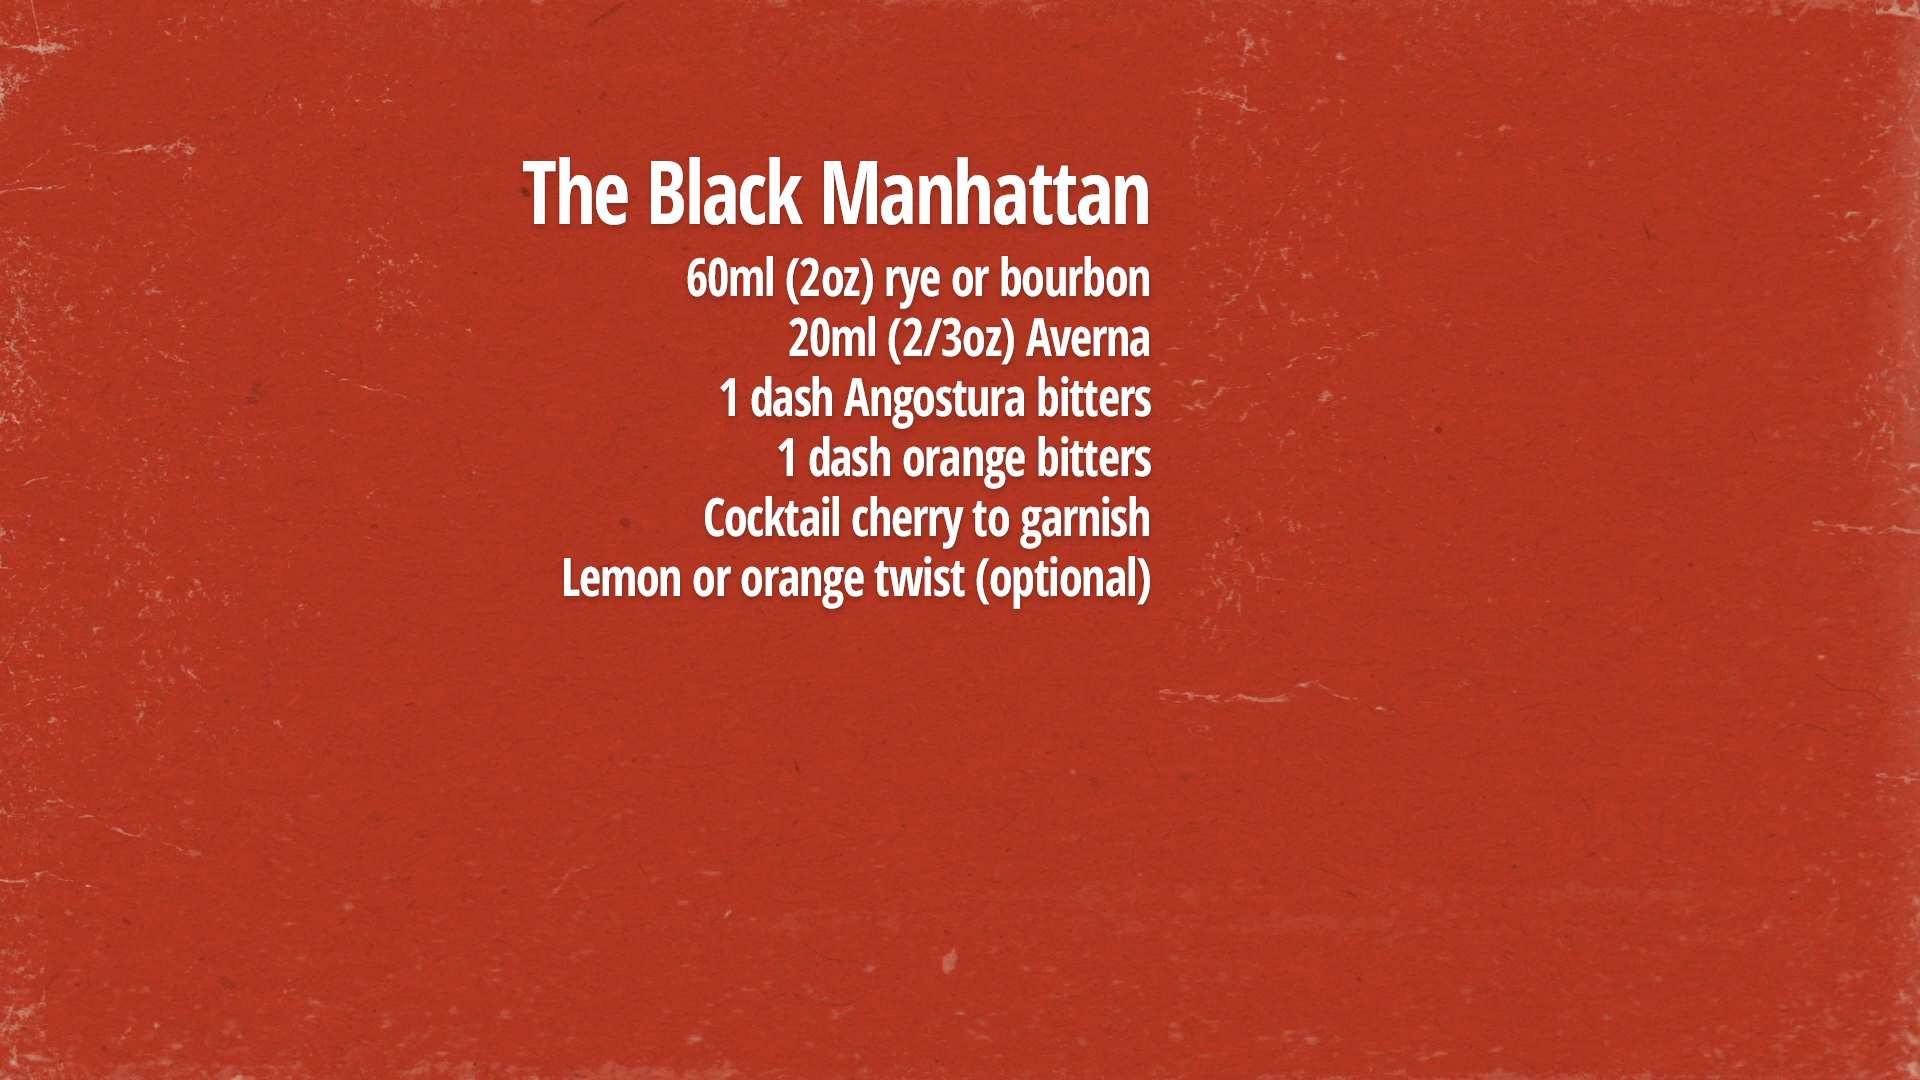 The Black Manhattan
60ml (2oz) rye or bourbon
20ml (2/3oz) Averna
1 dash Angostura bitters
1 dash orange bitters
Cocktail cherry to garnish
Lemon or orange twist (optional)